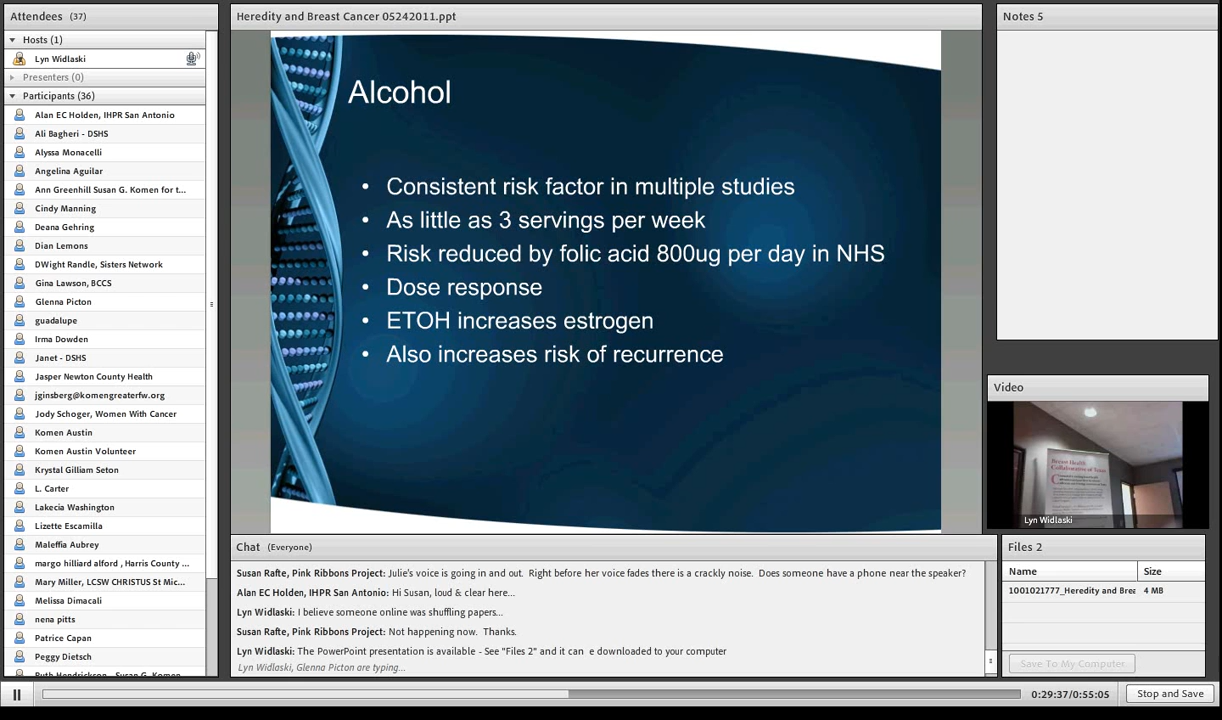 Attendees (37)
Hosts (1)
Lyn Widlaski
Presenters (0)
Participants (36)
Alan EC Holden, IHPR San Antonio
Ali Bagheri - DSHS
Alyssa Monacelli
Angelina Aguilar
Ann Greenhill Susan G. Komen for t...
Cindy Manning
Deana Gehring
Dian Lemons
DWight Randle, Sisters Network
Gina Lawson, BCCS
Glenna Picton
guadalupe
Irma Dowden
Janet - DSHS
Jasper Newton County Health
jginsberg@komengreaterfw.org
Jody Schoger, Women With Cancer
Komen Austin
Komen Austin Volunteer
Krystal Gilliam Seton
L. Carter
Lakecia Washington
Lizette Escamilla
Maleffia Aubrey
margo hilliard alford , Harris County ...
Mary Miller, LCSW CHRISTUS St Mic...
Melissa Dimacali
nena pitts
Patrice Capan
Peggy Dietsch
Ruth Hendrickson - Susan G. Komen
Heredity and Breast Cancer 05242011.ppt
Alcohol
• Consistent risk factor in multiple studies
• As little as 3 servings per week
• Risk reduced by folic acid 800ug per day in NHS
• Dose response
• ETOH increases estrogen
• Also increases risk of recurrence
Chat (Everyone)
Susan Rafte, Pink Ribbons Project: Julie's voice is going in and out. Right before her voice fades there is a crackly noise. Does someone have a phone near the speaker?
Alan EC Holden, IHPR San Antonio: Hi Susan, loud & clear here...
Lyn Widlaski: I believe someone online was shuffling papers...
Susan Rafte, Pink Ribbons Project: Not happening now. Thanks.
Lyn Widlaski: The PowerPoint presentation is available - See "Files 2" and it can e downloaded to your computer
Lyn Widlaski, Glenna Picton are typing...
Notes 5
Video
Breast Health
Collaborative of Texas
Lyn Widlaski
Files 2
Name Size
1001021777_Heredity and Brea 4 MB
Save To My Computer
0:29:37/0:55:05
Stop and Save